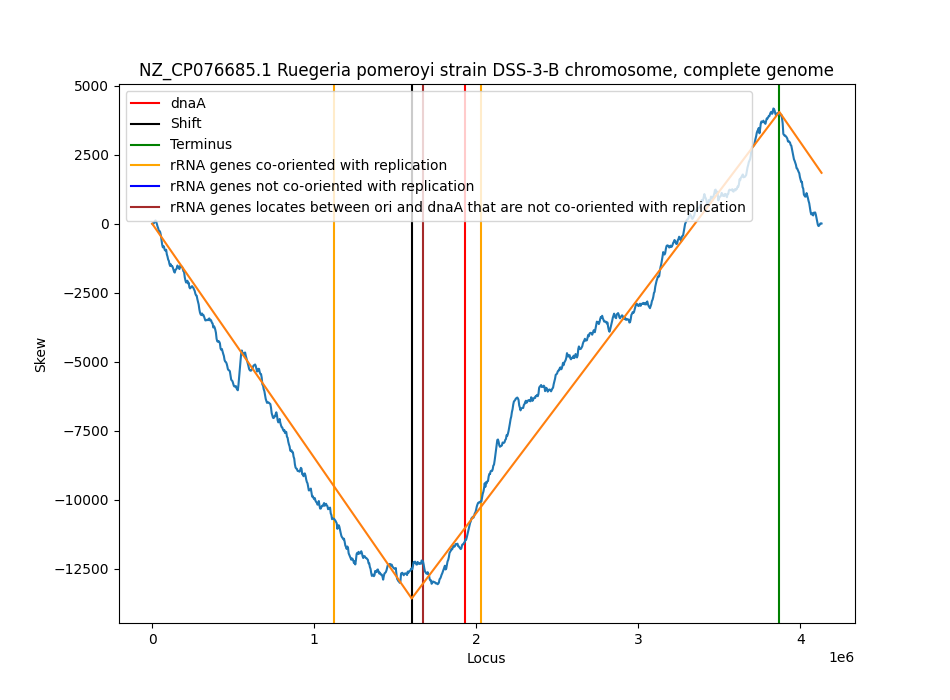 NZ_CP076685.1 Ruegeria pomeroyi strain DSS-3-B chromosome, complete genome
dnaA
Shift
Terminus
rRNA genes co-oriented with replication
rRNA genes not co-oriented with replication
rRNA genes locates between ori and dnaA that are not co-oriented with replication
5000
2500
0
−2500
−5000
−7500
−10000
−12500
Skew
0 1 2 3 4
1e6
Locus